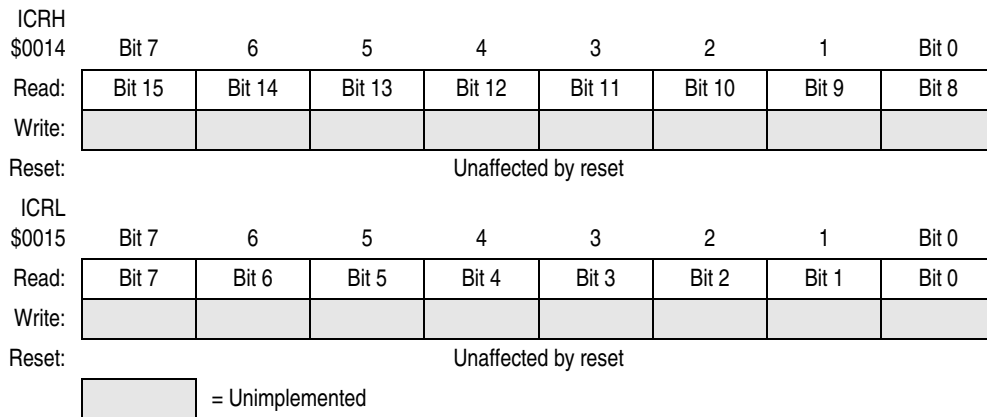 ICRH
$0014 Bit 7 6 5 4 3 2 1 Bit 0
Read: Bit 15 Bit 14 Bit 13 Bit 12 Bit 11 Bit 10 Bit 9 Bit 8
Write:
Reset: Unaffected by reset
ICRL
$0015 Bit 7 6 5 4 3 2 1 Bit 0
Read: Bit 7 Bit 6 Bit 5 Bit 4 Bit 3 Bit 2 Bit 1 Bit 0
Write:
Reset: Unaffected by reset
= Unimplemented